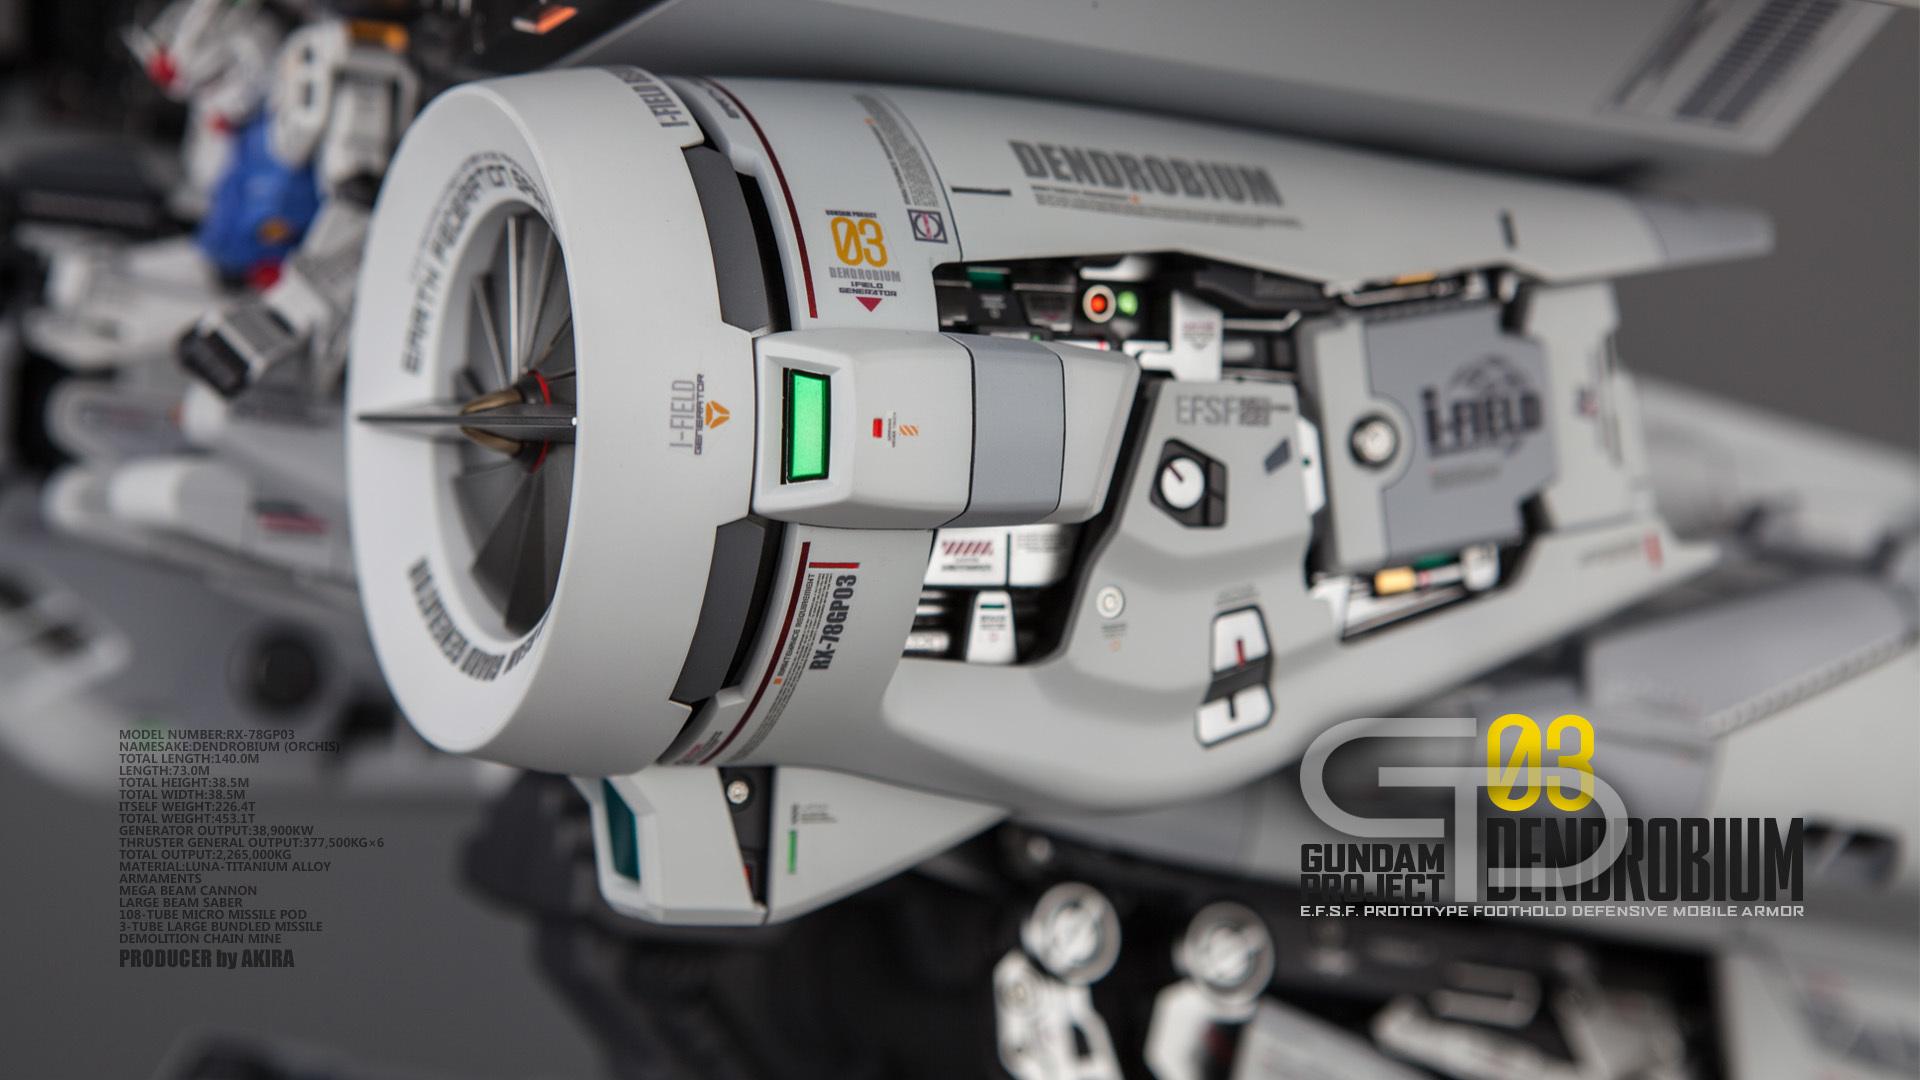 I-FIELD
EARTH FEDERATION SPACE
DENDROBIUM
GUNDAM PROJECT
03
DENDROBIUM
I-FIELD
GENERATOR
I-FIELD
GENERATOR
EFSF
i-FIELD
RX-78GP03
MODEL NUMBER:RX-78GP03
NAMESAKE:DENDROBIUM (ORCHIS)
TOTAL LENGTH:140.0M
LENGTH:73.0M
TOTAL HEIGHT:38.5M
TOTAL WIDTH:38.5M
ITSELF WEIGHT:226.4T
TOTAL WEIGHT:453.1T
GENERATOR OUTPUT:38,900KW
THRUSTER GENERAL OUTPUT:377,500KG×6
TOTAL OUTPUT:2,265,000KG
MATERIAL:LUNA-TITANIUM ALLOY
ARMAMENTS
MEGA BEAM CANNON
LARGE BEAM SABER
108-TUBE MICRO MISSILE POD
3-TUBE LARGE BUNDLED MISSILE
DEMOLITION CHAIN MINE
PRODUCER by AKIRA
GP
03
GUNDAM
PROJECT
DENDROBIUM
E.F.S.F. PROTOTYPE FOOTHOLD DEFENSIVE MOBILE ARMOR